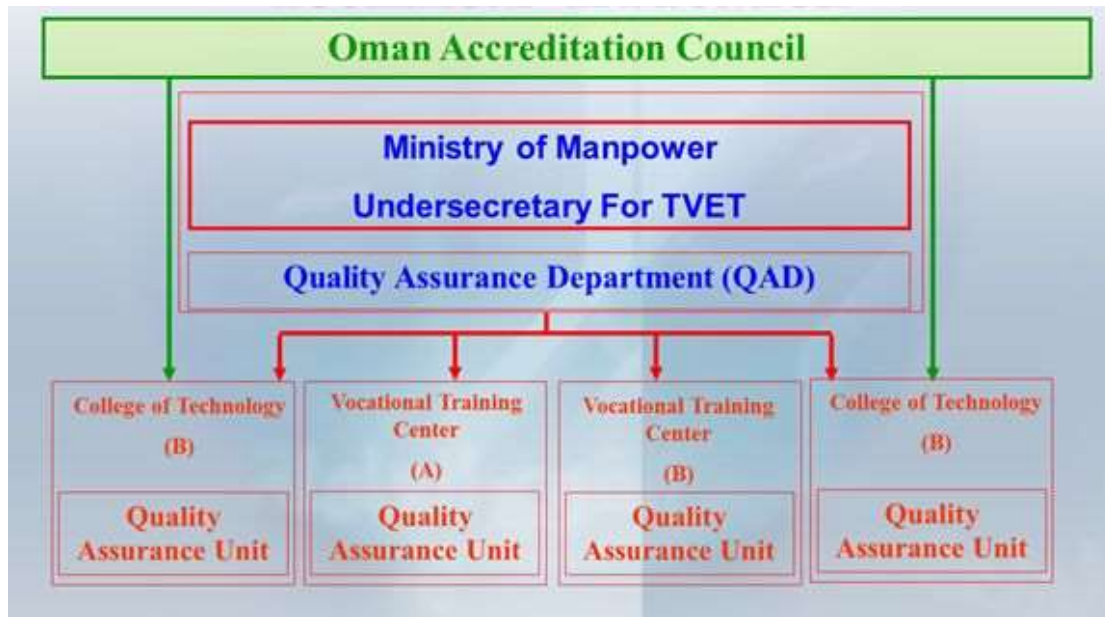 Oman Accreditation Council
Ministry of Manpower
Undersecretary For TVET
Quality Assurance Department (QAD)
College of Technology
(B)
Quality
Assurance Unit
Vocational Training
Center
(A)
Quality
Assurance Unit
Vocational Training
Center
(B)
Quality
Assurance Unit
College of Technology
(B)
Quality
Assurance Unit